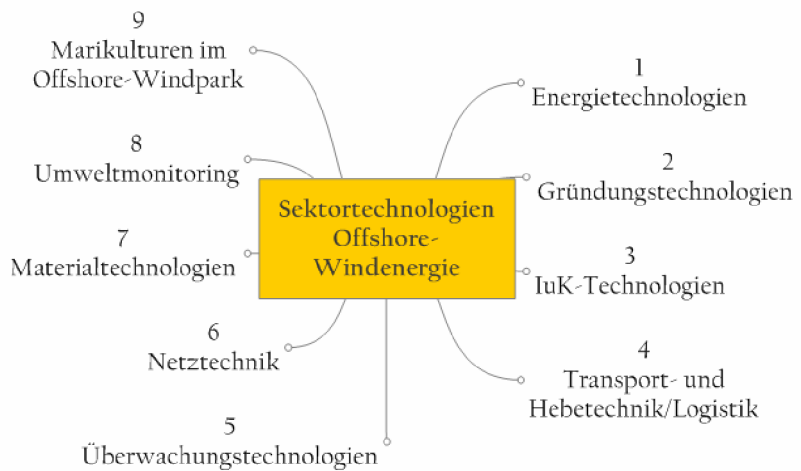 Sektortechnologien
Offshore-
Windenergie
1
Energietechnologien
2
Gründungstechnologien
3
IuK-Technologien
4
Transport- und
Hebetechnik/Logistik
5
Überwachungstechnologien
6
Netztechnik
7
Materialtechnologien
8
Umweltmonitoring
9
Marikulturen im
Offshore-Windpark